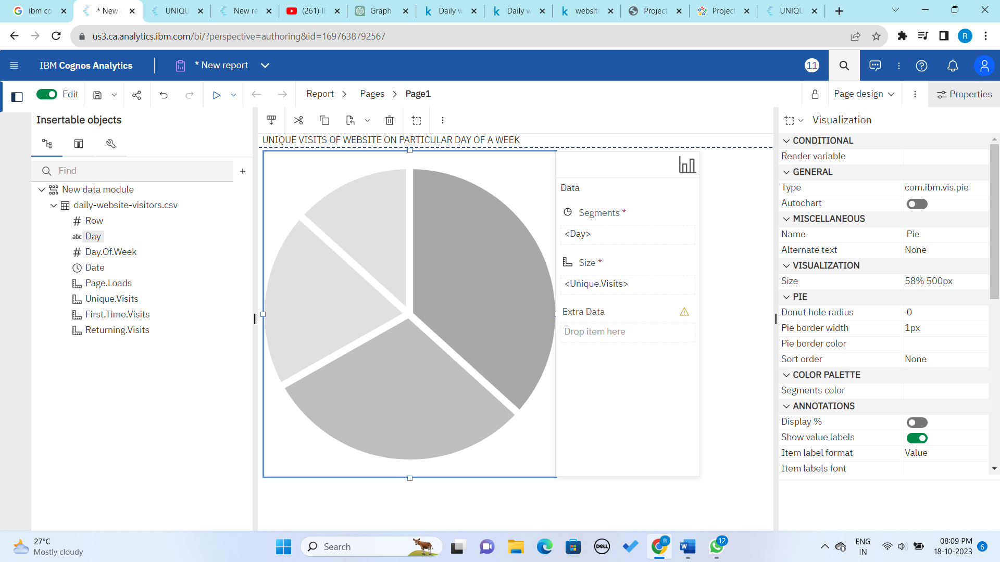 ibm co
* New
UNIQU
New re
(261) IE
Graph
Daily w
Daily w
website
Project
Project
UNIQU
us3.ca.analytics.ibm.com/bi/?perspective=authoring&id=1697638792567
R
IBM Cognos Analytics
* New report
11
Edit
Report
Pages
Page1
Page design
Properties
Insertable objects
Visualization
UNIQUE VISITS OF WEBSITE ON PARTICULAR DAY OF A WEEK
Find
New data module
daily-website-visitors.csv
Row
abc Day
Day.Of.Week
Date
Page.Loads
Unique.Visits
First.Time.Visits
Returning.Visits
Data
Segments *
<Day>
Size *
<Unique.Visits>
Extra Data
Drop item here
CONDITIONAL
Render variable
GENERAL
Type com.ibm.vis.pie
Autochart
MISCELLANEOUS
Name Pie
Alternate text None
VISUALIZATION
Size 58% 500px
PIE
Donut hole radius 0
Pie border width 1px
Pie border color
Sort order None
COLOR PALETTE
Segments color
ANNOTATIONS
Display %
Show value labels
Item label format Value
Item labels font
27°C
Mostly cloudy
Search
DELL
R
W
12
ENG
IN
08:09 PM
18-10-2023
6